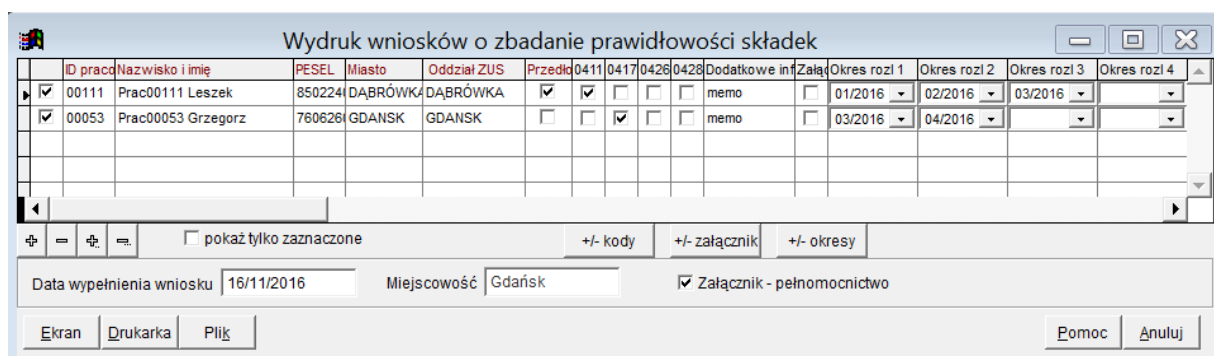 Wydruk wniosków o zbadanie prawidłowości składek
ID praco Nazwisko i imię PESEL Miasto Oddział ZUS Przedło 0411 0417 0426 0428 Dodatkowe inf Załąc Okres rozl 1 Okres rozl 2 Okres rozl 3 Okres rozl 4
00111 Prac00111 Leszek 850224 DĄBRÓWKA DĄBRÓWKA memo 01/2016 02/2016 03/2016
00053 Prac00053 Grzegorz 760626 GDANSK GDANSK memo 03/2016 04/2016
pokaż tylko zaznaczone +/- kody +/- załącznik +/- okresy
Data wypełnienia wniosku 16/11/2016 Miejscowość Gdańsk Załącznik - pełnomocnictwo
Ekran Drukarka Plik Pomoc Anuluj